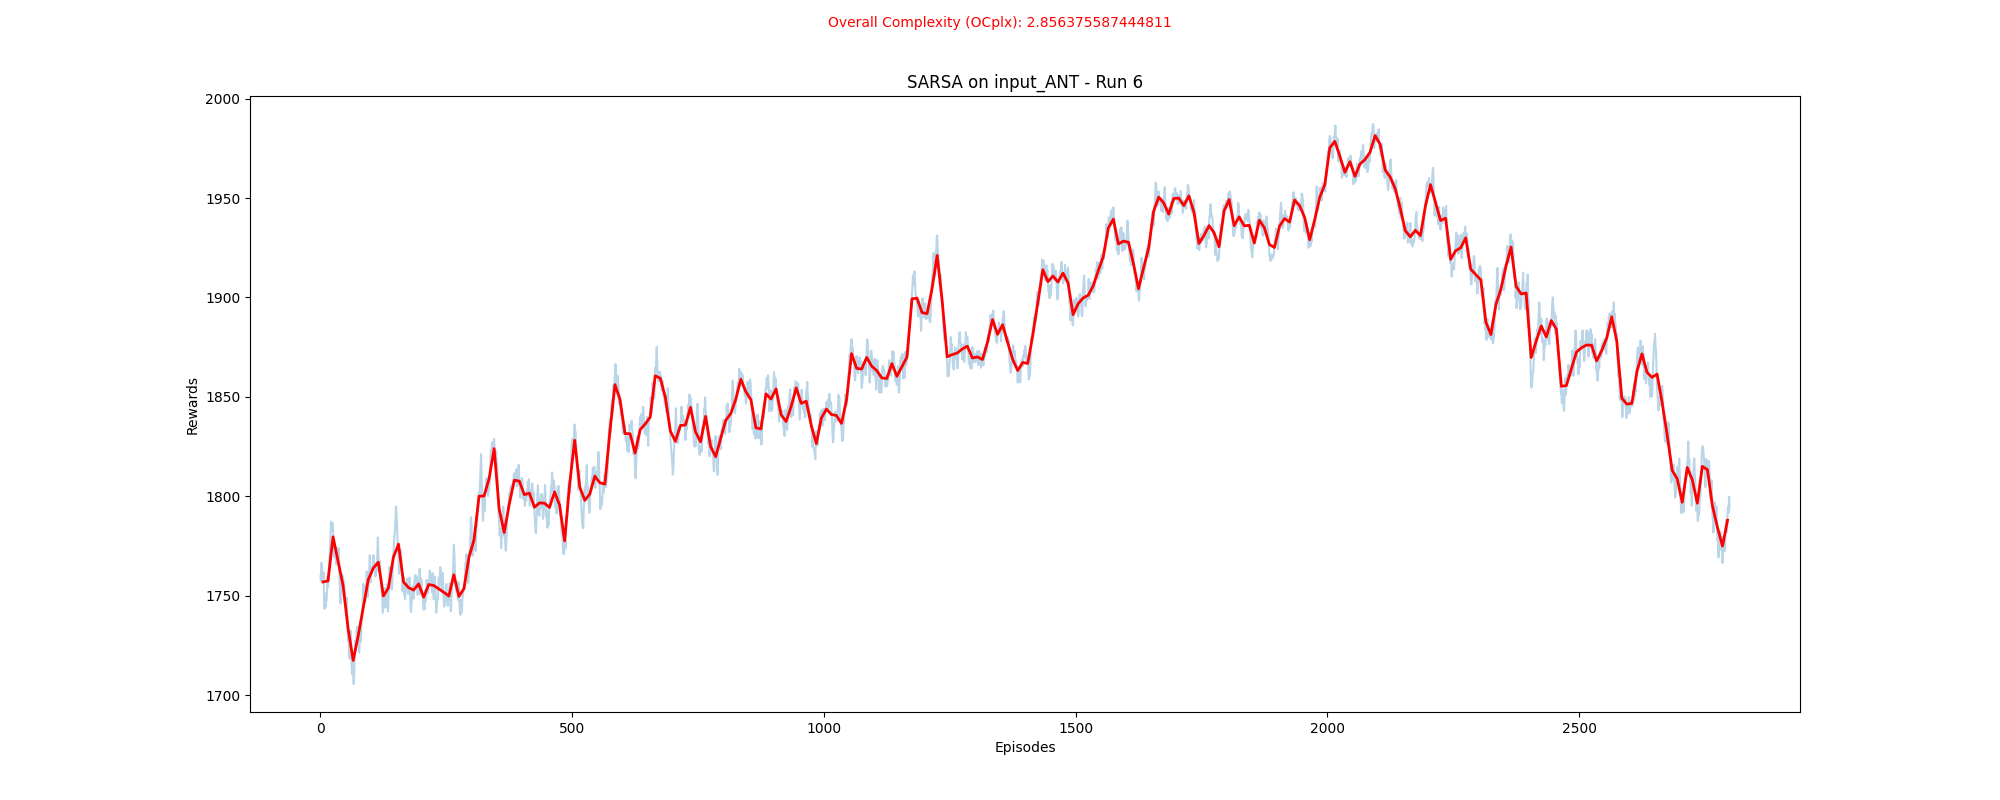 Overall Complexity (OCplx): 2.856375587444811
SARSA on input_ANT - Run 6
2000
1950
1900
1850
1800
1750
1700
Rewards
0 500 1000 1500 2000 2500
Episodes